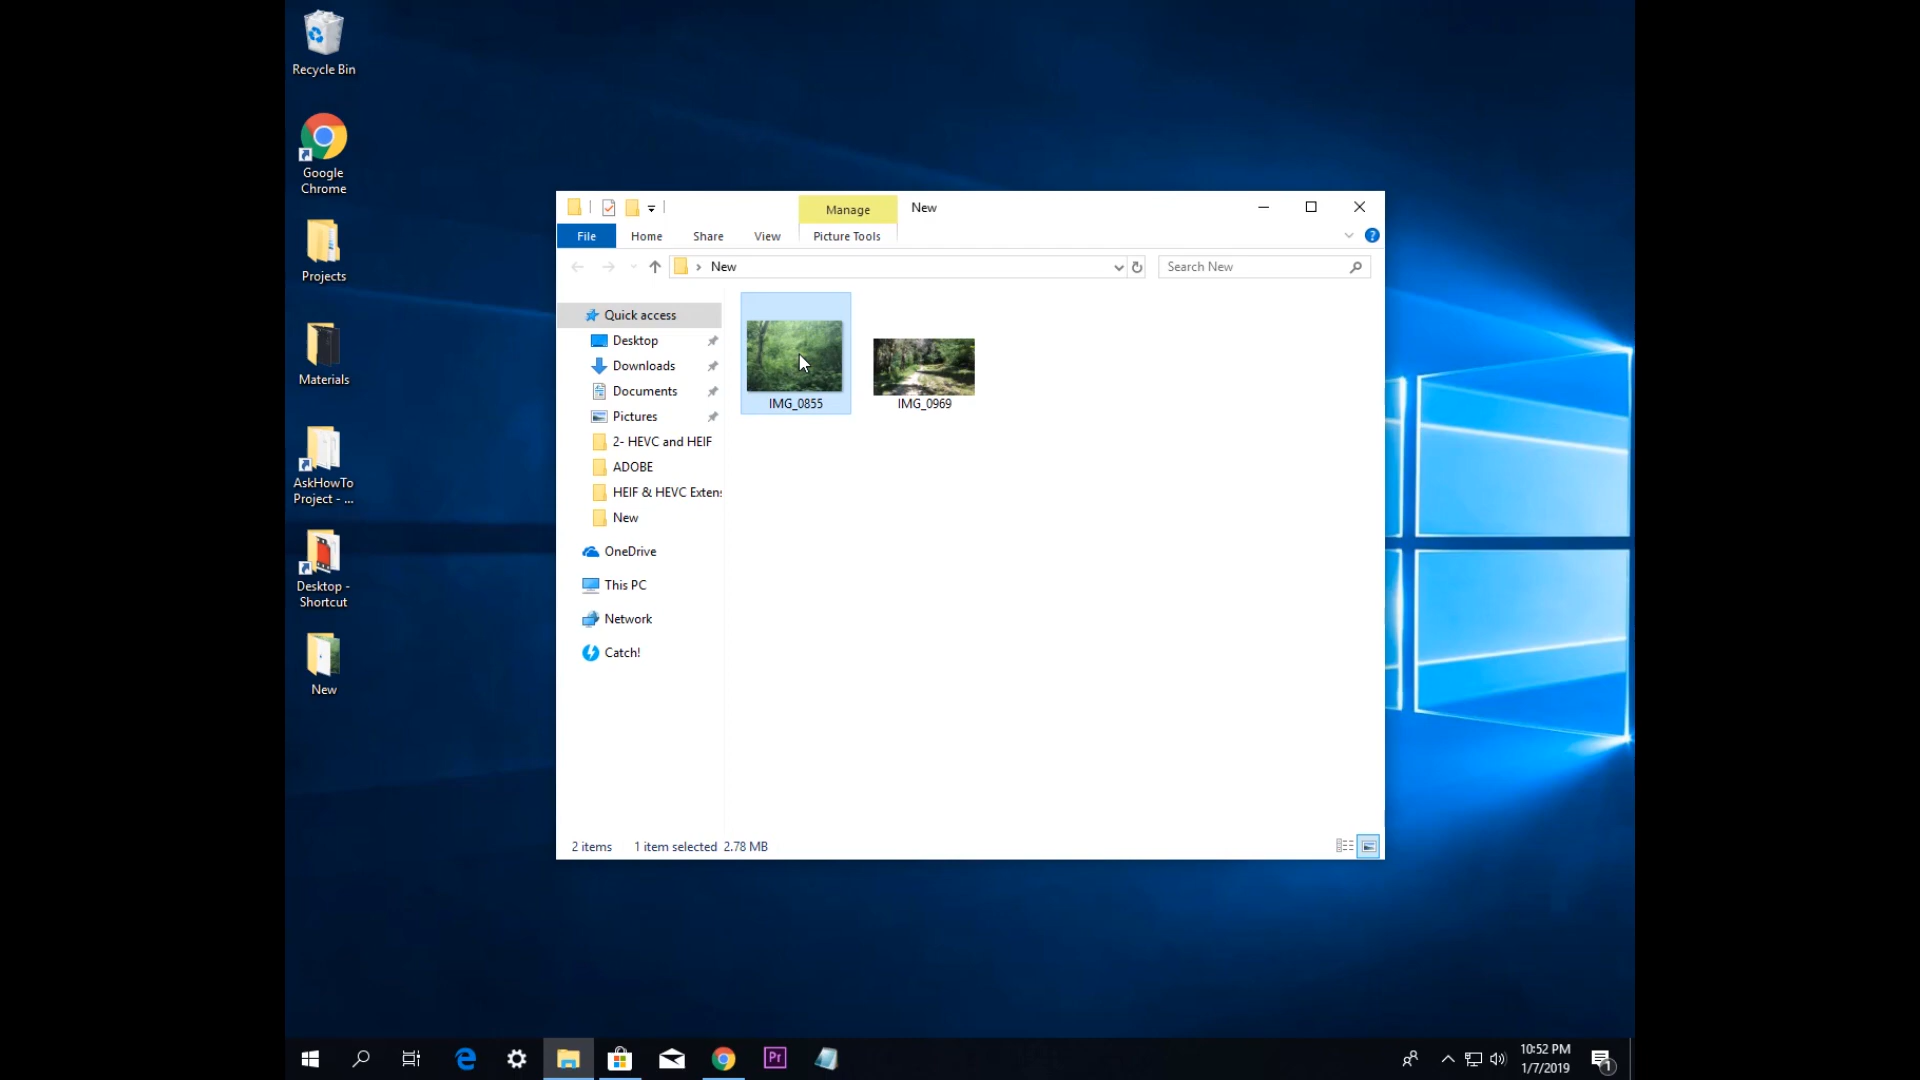 Recycle Bin
Google
Chrome
Projects
Materials
AskHowTo
Project - ...
Desktop -
Shortcut
New
Manage
New
File
Home
Share
View
Picture Tools
?
New
Search New
Quick access
Desktop
Downloads
Documents
Pictures
2- HEVC and HEIF
ADOBE
HEIF & HEVC Extens
New
OneDrive
This PC
Network
Catch!
IMG_0855
IMG_0969
2 items
1 item selected 2.78 MB
Pr
10:52 PM
1/7/2019
1